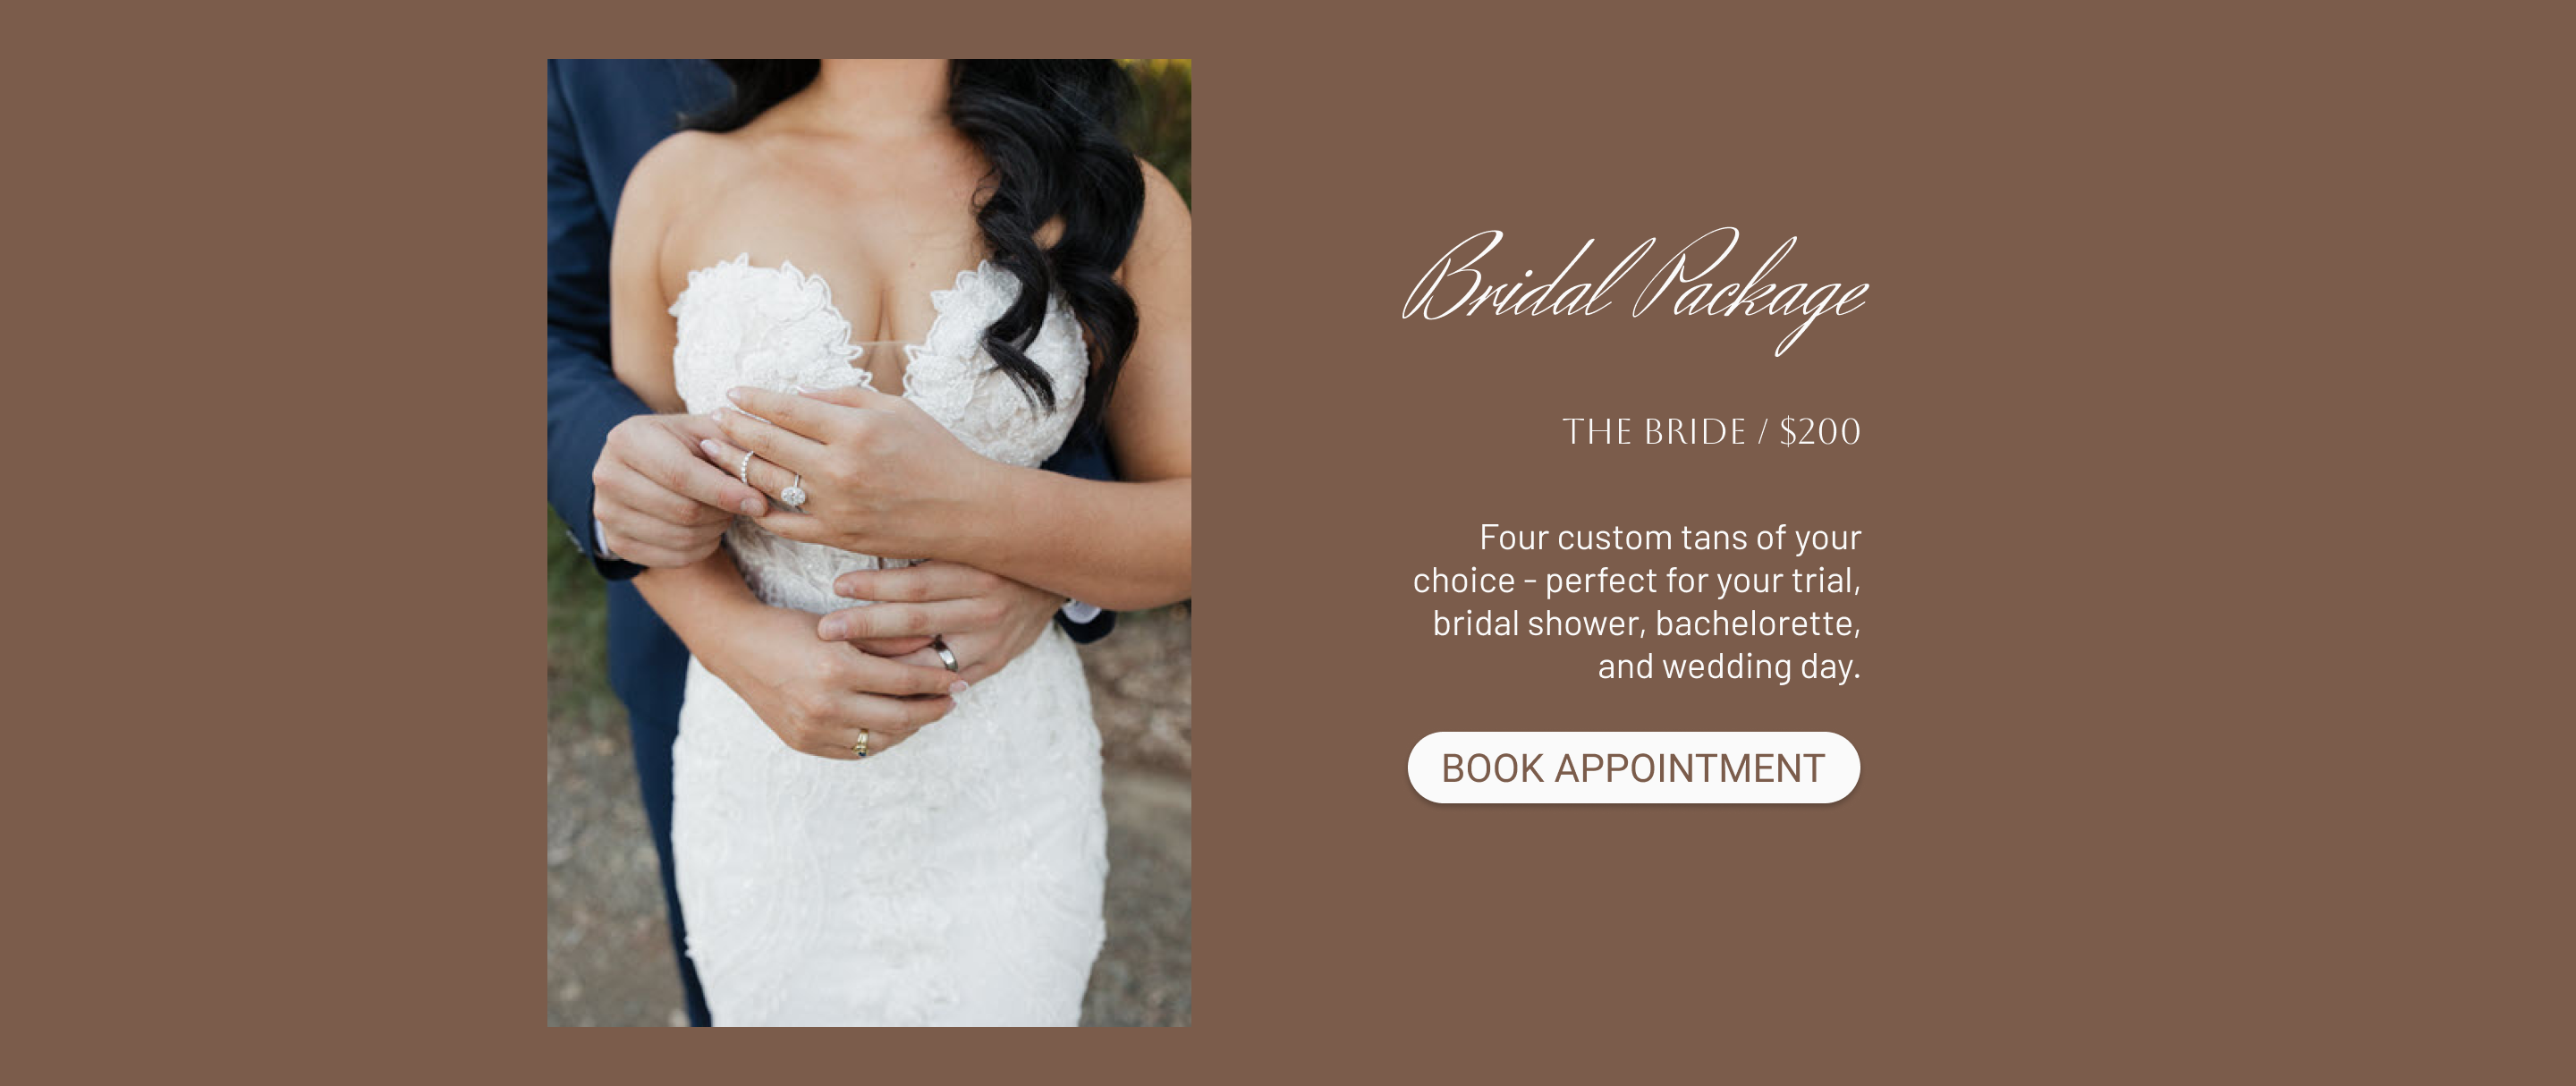 Bridal Package
THE BRIDE / $200
Four custom tans of your
choice - perfect for your trial,
bridal shower, bachelorette,
and wedding day.
BOOK APPOINTMENT